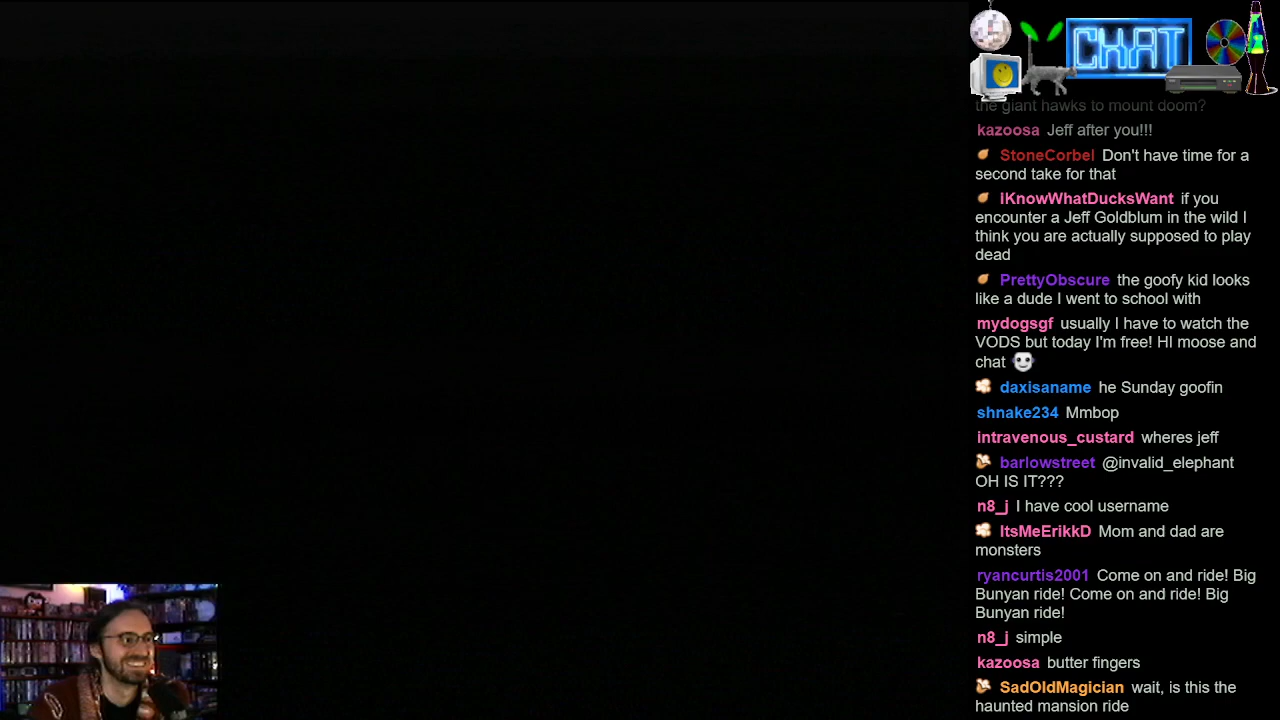 CHAT
the giant hawks to mount doom?
kazoosa Jeff after you!!!
StoneCorbel Don't have time for a
second take for that
iKnowWhatDucksWant if you
encounter a Jeff Goldblum in the wild I
think you are actually supposed to play
dead
PrettyObscure the goofy kid looks
like a dude I went to school with
mydogsgf usually I have to watch the
VODS but today I'm free! HI moose and
chat
daxisaname he Sunday goofin
shnake234 Mmbop
intravenous_custard wheres jeff
barlowstreet @invalid_elephant
OH IS IT???
n8_j I have cool username
ItsMeErikkD Mom and dad are
monsters
ryancurtis2001 Come on and ride! Big
Bunyan ride! Come on and ride! Big
Bunyan ride!
n8_j simple
kazoosa butter fingers
SadOldMagician wait, is this the
haunted mansion ride